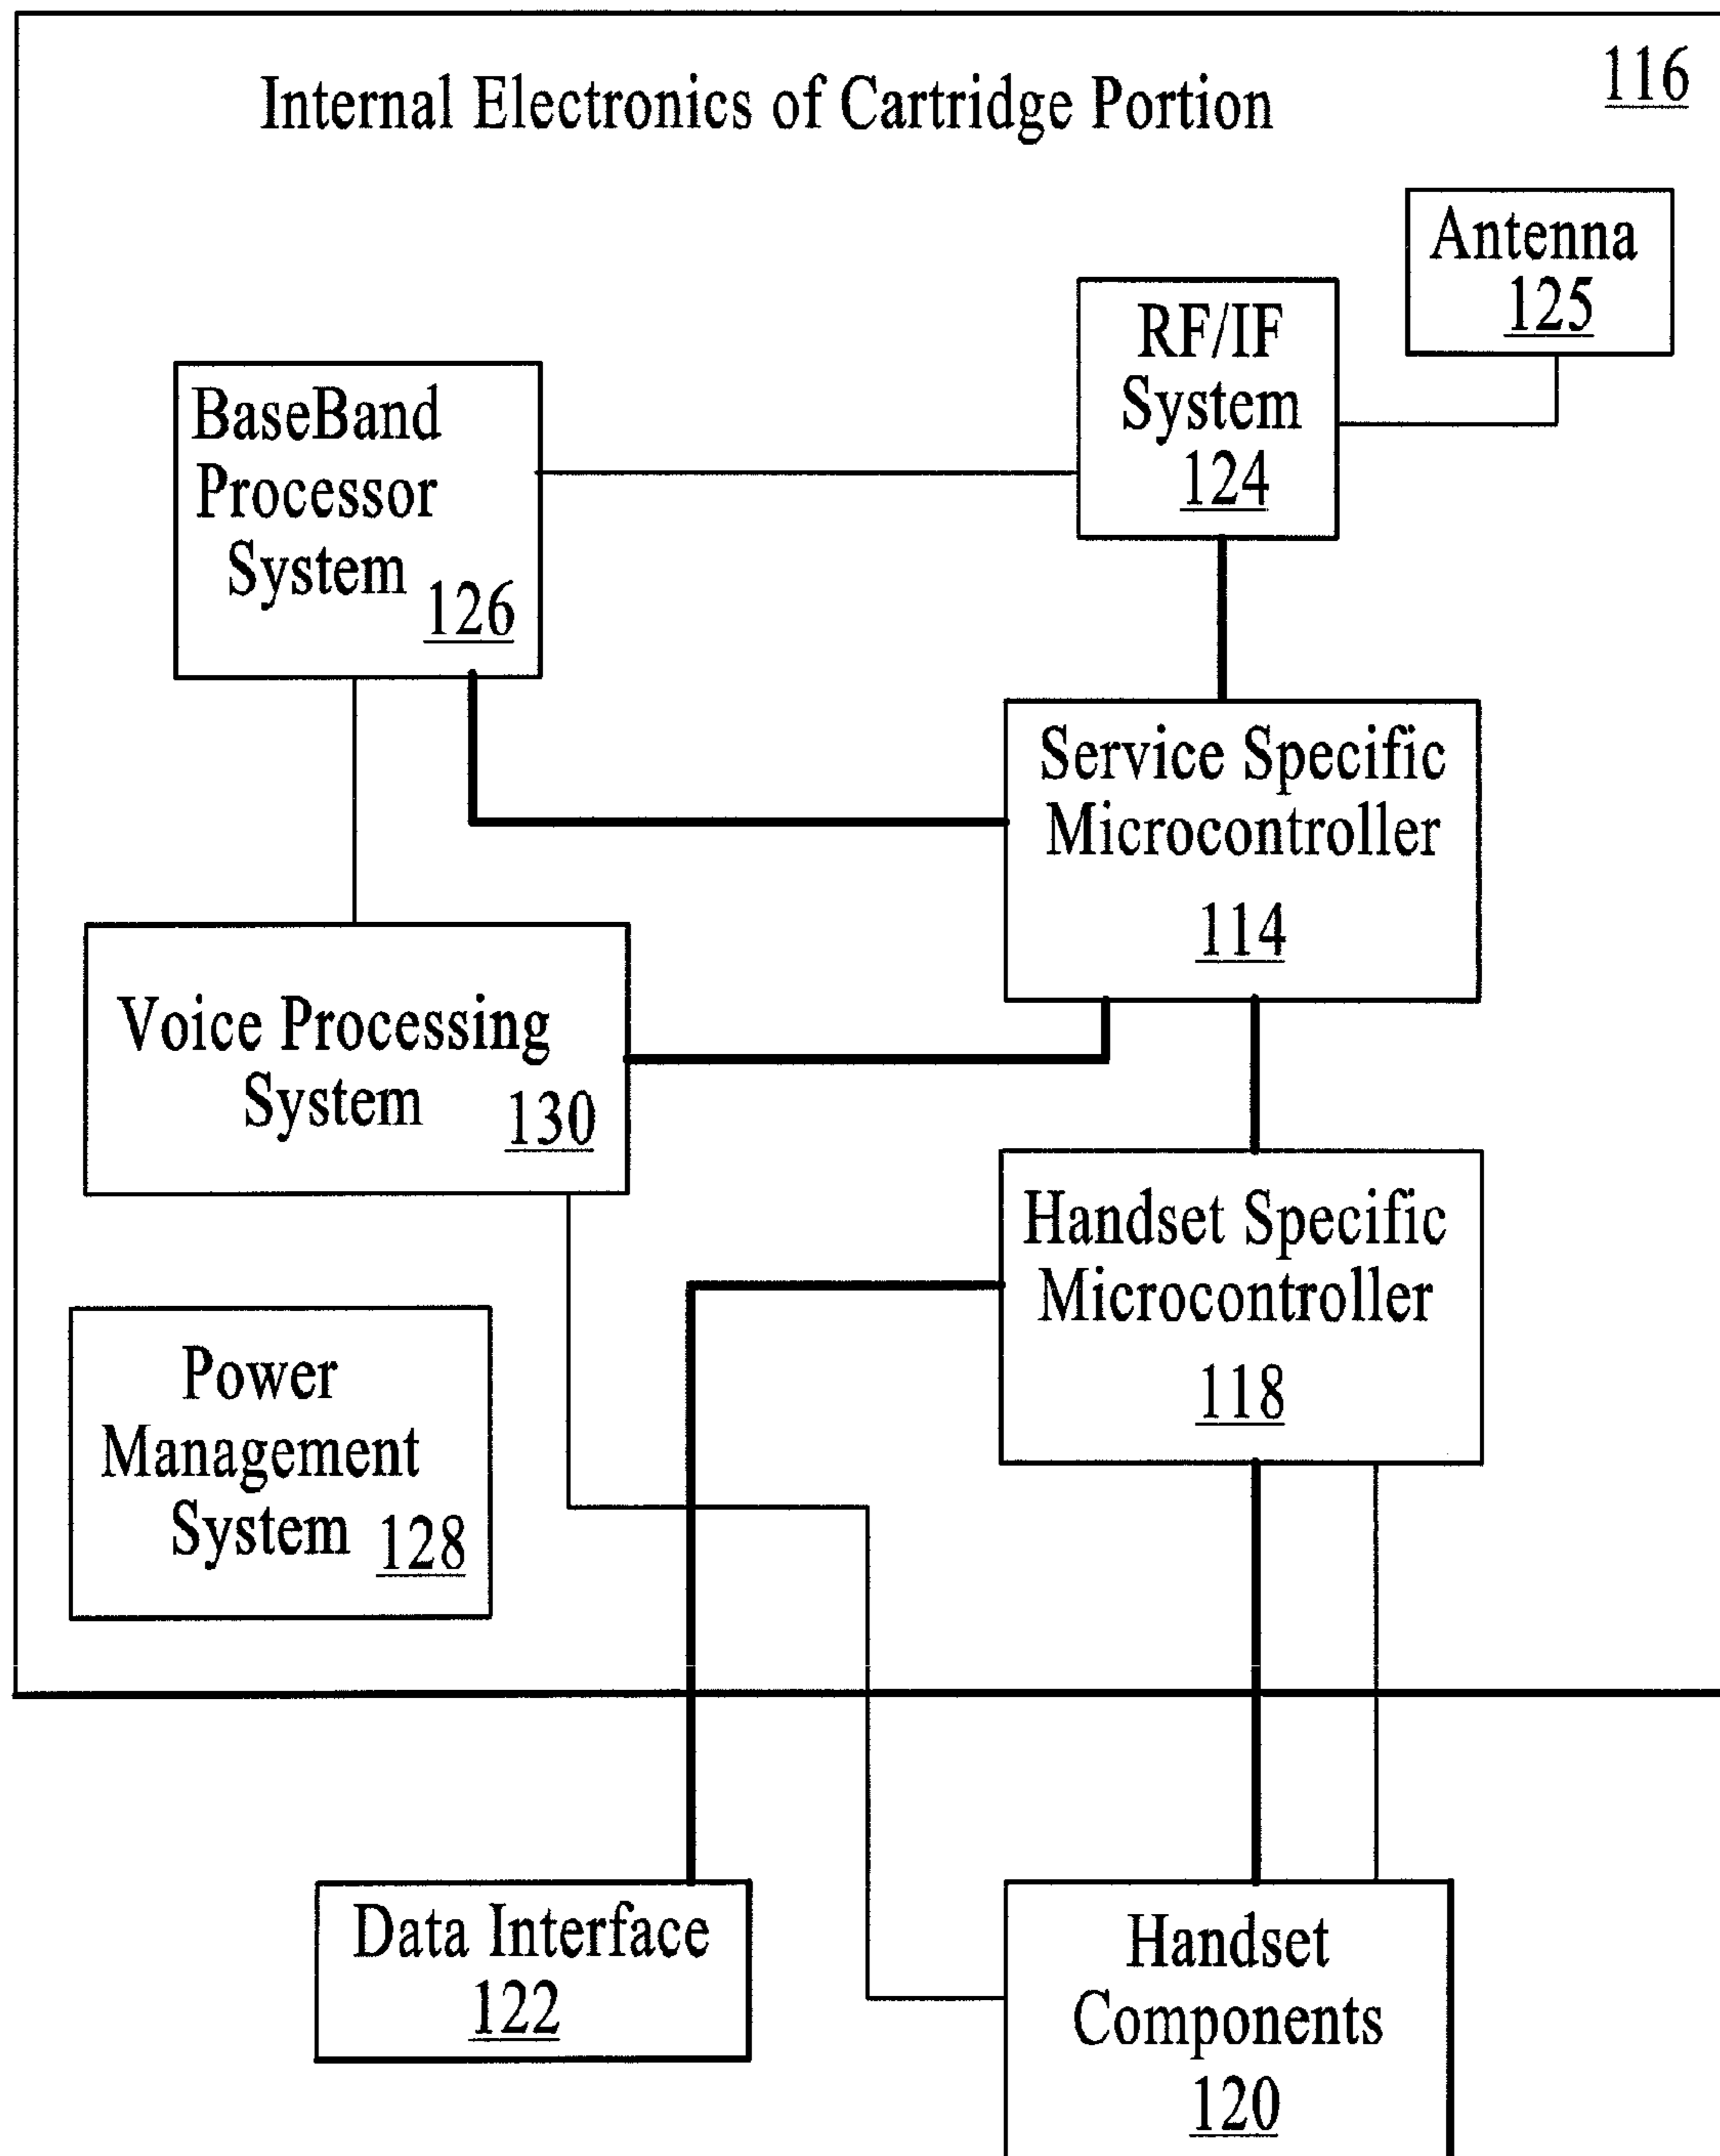 Internal Electronics of Cartridge Portion
116
Antenna
125
RF/IF
System
124
BaseBand
Processor
System
126
Service Specific
Microcontroller
114
Voice Processing
System
130
Handset Specific
Microcontroller
118
Power
Management
System
128
Data Interface
122
Handset
Components
120